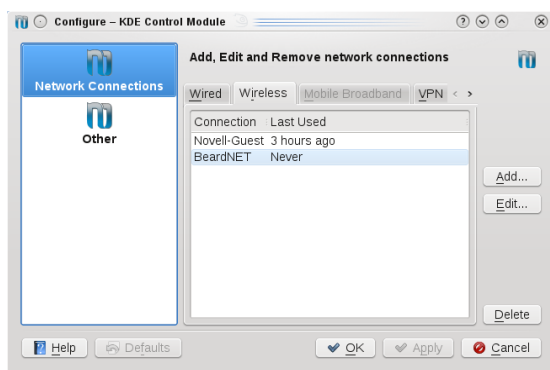 Configure – KDE Control Module
Network Connections
Other
Add, Edit and Remove network connections
Wired Wireless Mobile Broadband VPN
Connection Last Used
Novell-Guest 3 hours ago
BeardNET Never
Add...
Edit...
Delete
Help Defaults OK Apply Cancel